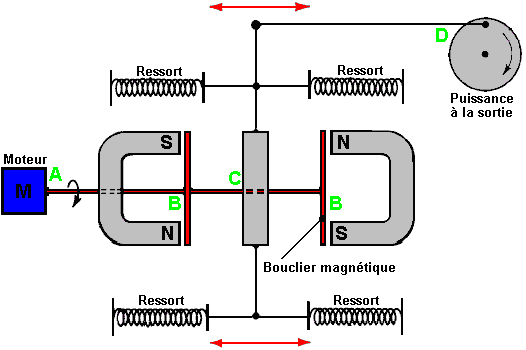 D
Ressort
Ressort
Puissance
à la sortie
Moteur
A
M
S
N
B
C
B
N
S
Bouclier magnétique
Ressort
Ressort